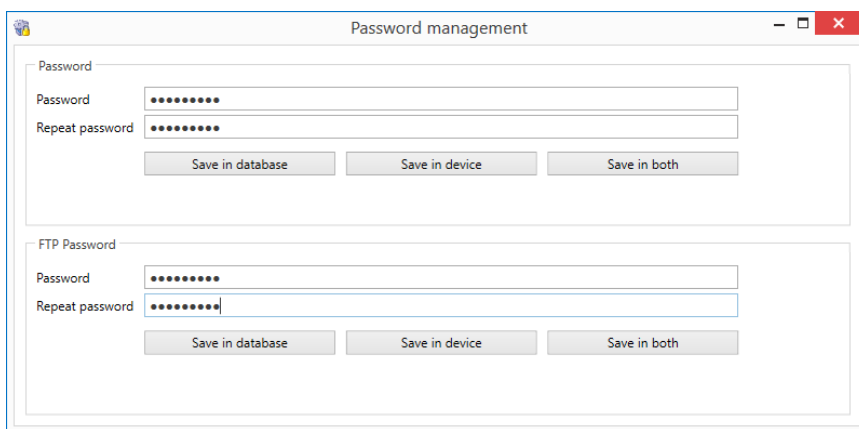 Password management
Password
Password •••••••••
Repeat password •••••••••
Save in database Save in device Save in both
FTP Password
Password •••••••••
Repeat password •••••••••
Save in database Save in device Save in both